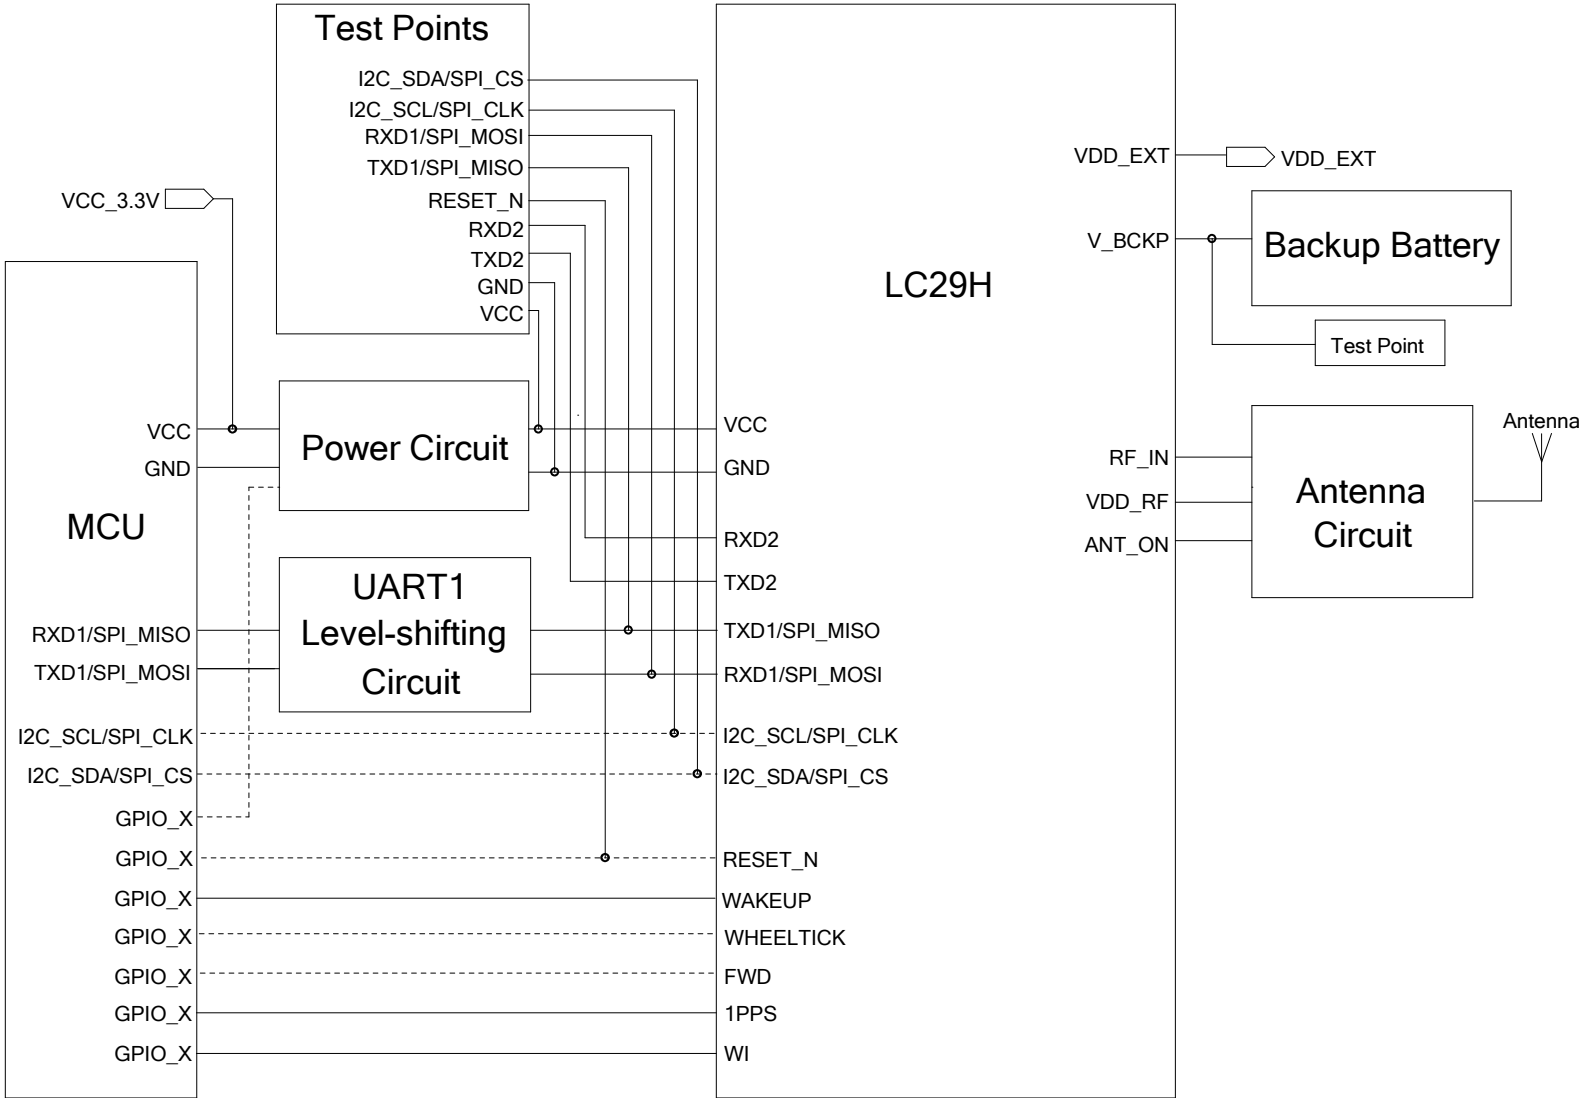 Test Points
I2C_SDA/SPI_CS
I2C_SCL/SPI_CLK
RXD1/SPI_MOSI
TXD1/SPI_MISO
RESET_N
RXD2
TXD2
GND
VCC
VCC_3.3V
MCU
VCC
GND
RXD1/SPI_MISO
TXD1/SPI_MOSI
I2C_SCL/SPI_CLK
I2C_SDA/SPI_CS
GPIO_X
GPIO_X
GPIO_X
GPIO_X
GPIO_X
GPIO_X
GPIO_X
Power Circuit
UART1
Level-shifting
Circuit
LC29H
VCC
GND
RXD2
TXD2
TXD1/SPI_MISO
RXD1/SPI_MOSI
I2C_SCL/SPI_CLK
I2C_SDA/SPI_CS
RESET_N
WAKEUP
WHEELTICK
FWD
1PPS
WI
VDD_EXT
V_BCKP
RF_IN
VDD_RF
ANT_ON
VDD_EXT
Backup Battery
Test Point
Antenna
Circuit
Antenna